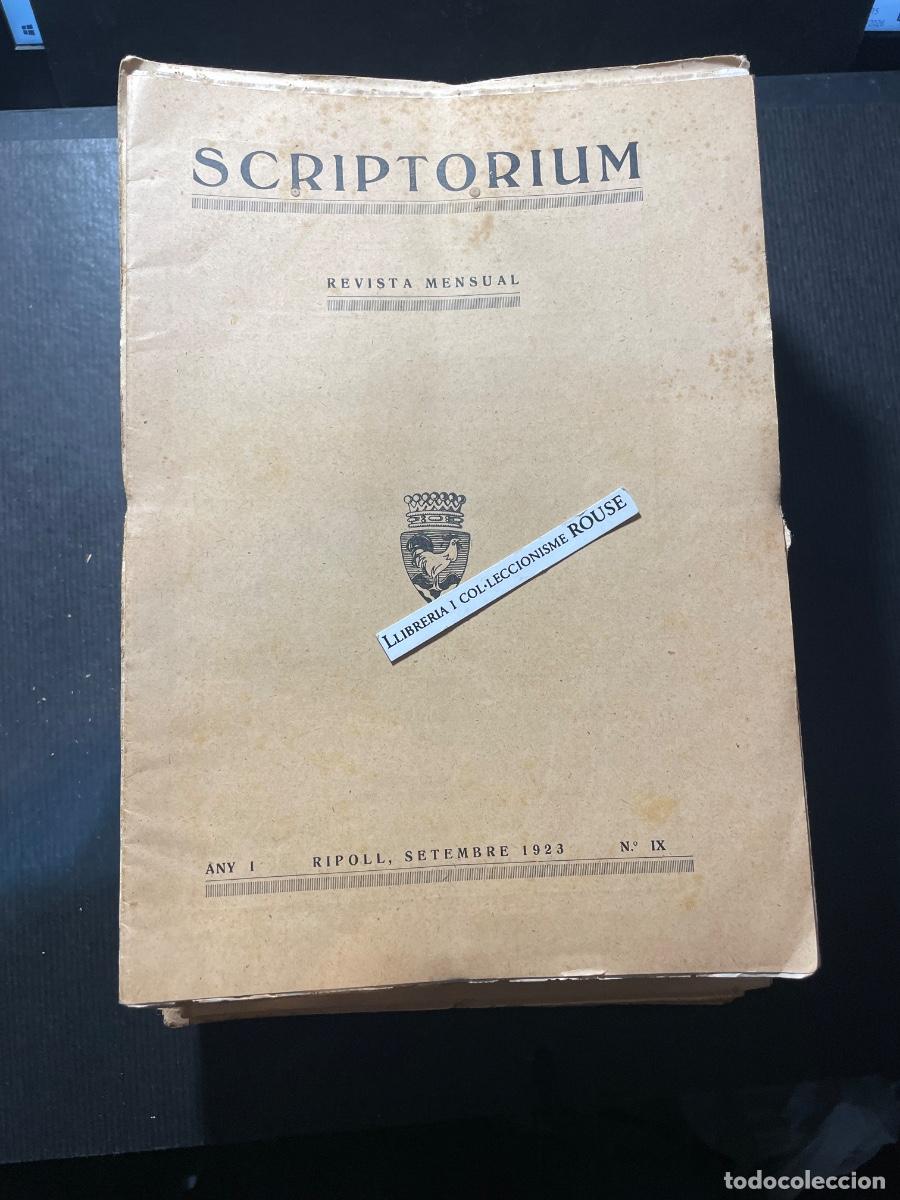 SCRIPTORIUM
REVISTA MENSUAL
LLIBRERIA I COL·LECCIONISME ROUSE
ANY I RIPOLL, SETEMBRE 1923 N.º IX
todocoleccion